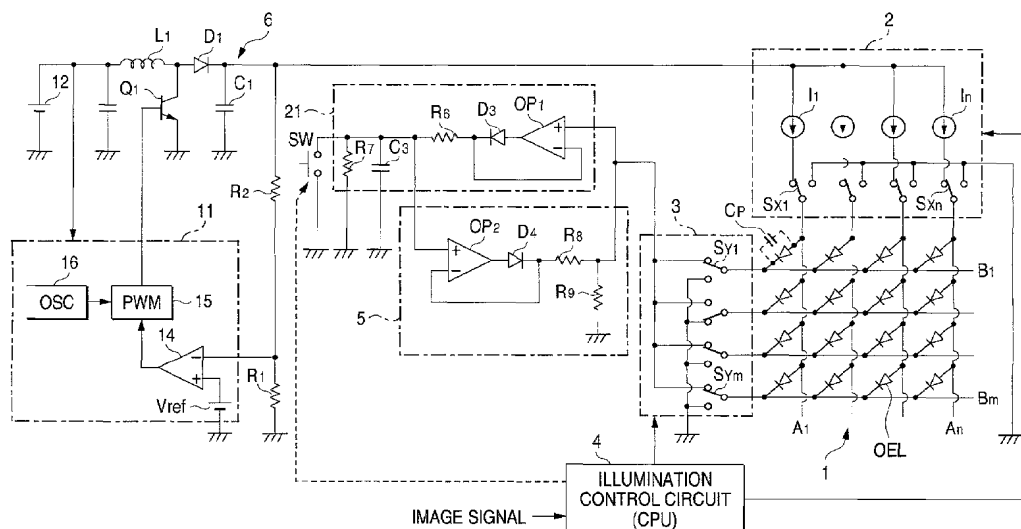 L1
D1
6
12
Q1
C1
R2
11
16
OSC
PWM
15
14
R1
Vref
21
SW
R7
C3
R6
D3
OP1
OP2
D4
R8
R9
5
2
I1
In
SX1
SXn
3
CP
SY1
SYm
B1
Bm
A1
An
1
OEL
4
ILLUMINATION
CONTROL CIRCUIT
(CPU)
IMAGE SIGNAL